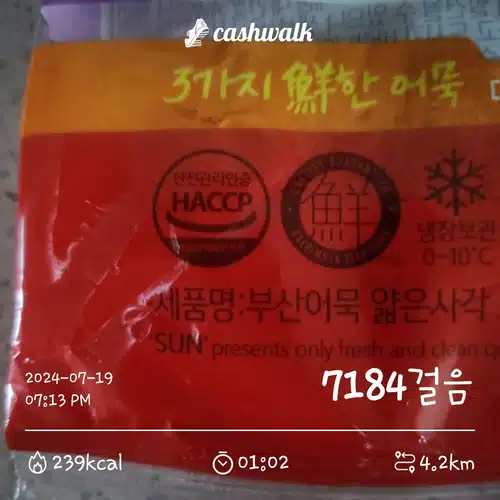 cashwalk
3가지 鮮한 어묵
안전관리인증
HACCP
鮮
냉장보관
0~10℃
제품명:부산어묵 얇은사각
'SUN' presents only fresh and clean
2024-07-19
07:13 PM
7184걸음
239kcal
01:02
4.2km